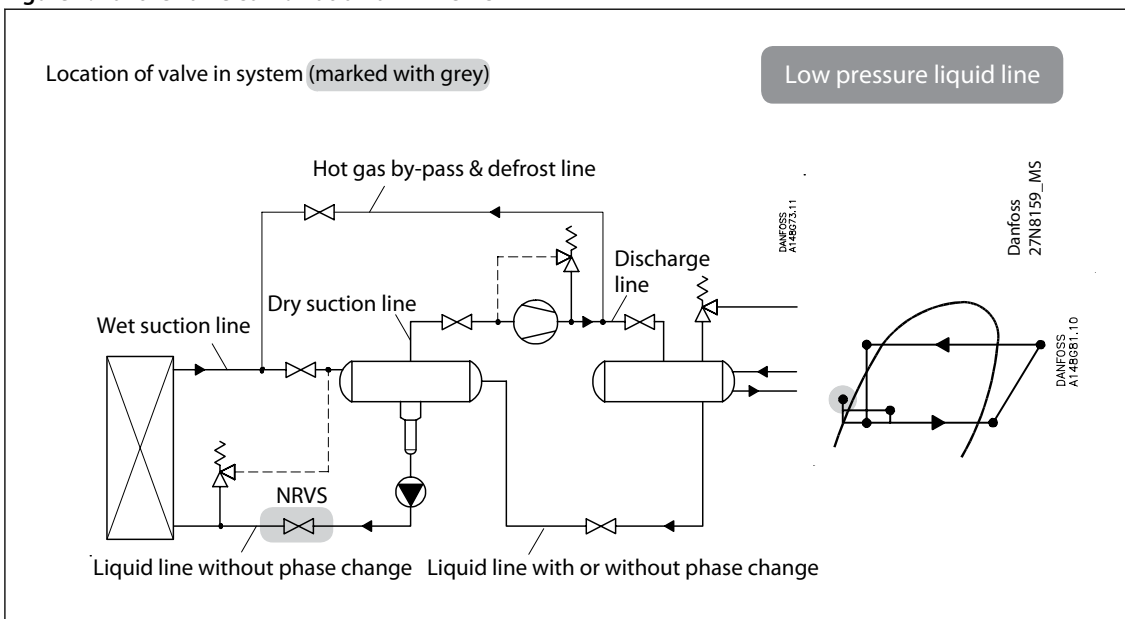 Location of valve in system (marked with grey)
Low pressure liquid line
Hot gas by-pass & defrost line
DANFOSS
A148G73.11
Danfoss
27N8159_MS
Discharge
line
Dry suction line
Wet suction line
DANFOSS
A148G81.10
NRVS
Liquid line without phase change
Liquid line with or without phase change